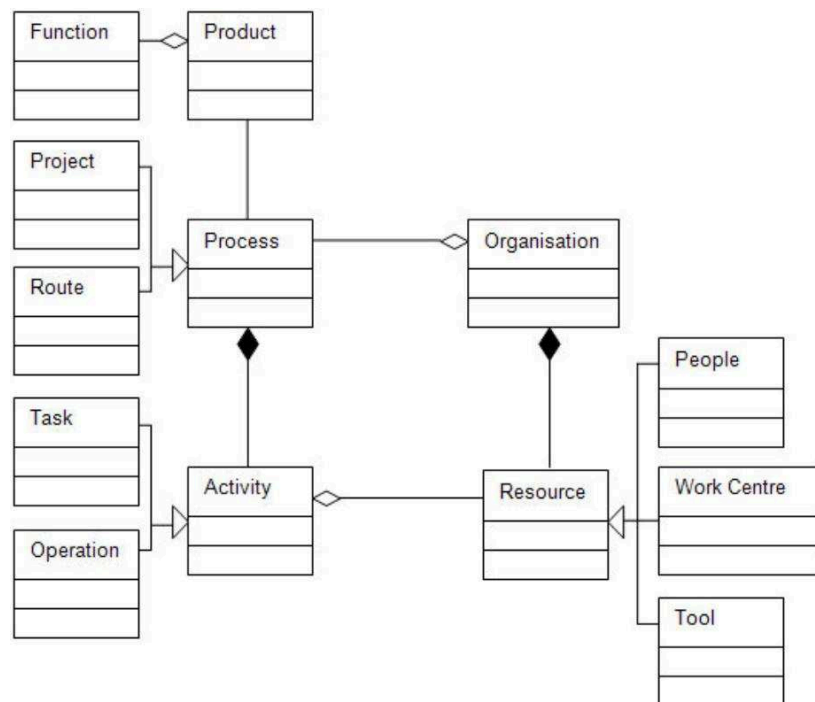 Function
Product
Project
Process
Organisation
Route
People
Task
Activity
Resource
Work Centre
Operation
Tool